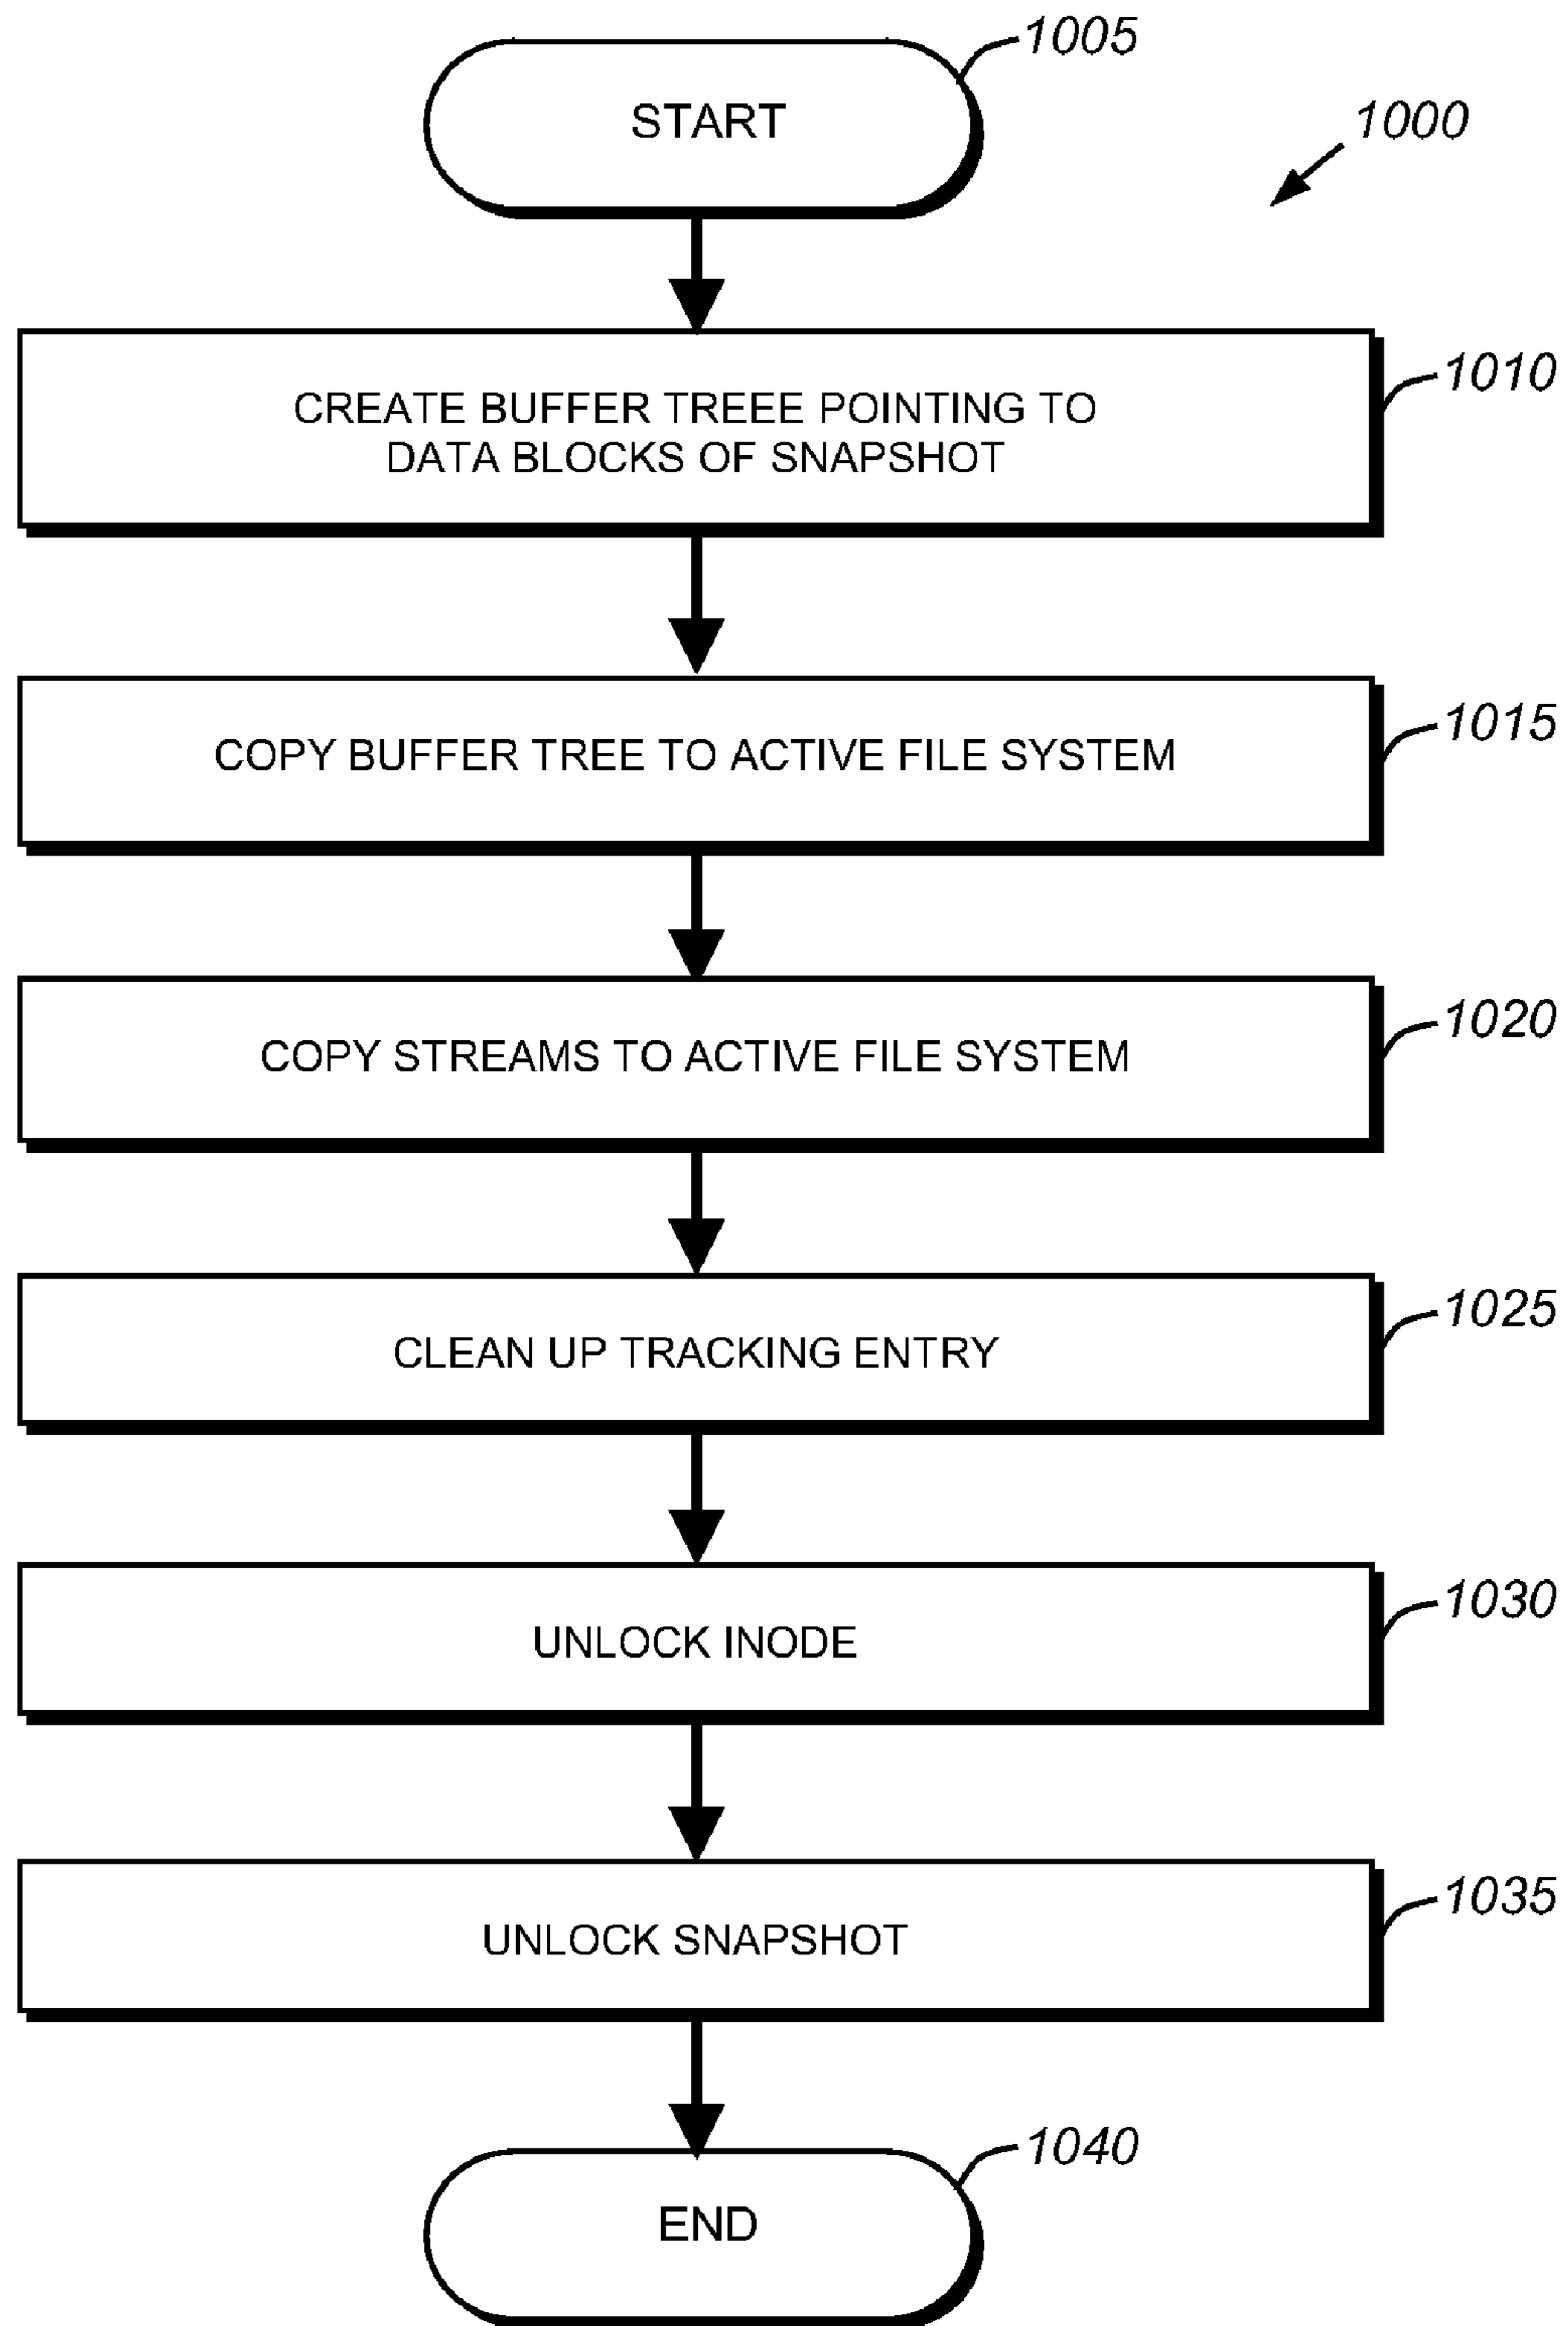 1005
START
1000
1010
CREATE BUFFER TREEE POINTING TO
DATA BLOCKS OF SNAPSHOT
1015
COPY BUFFER TREE TO ACTIVE FILE SYSTEM
1020
COPY STREAMS TO ACTIVE FILE SYSTEM
1025
CLEAN UP TRACKING ENTRY
1030
UNLOCK INODE
1035
UNLOCK SNAPSHOT
1040
END